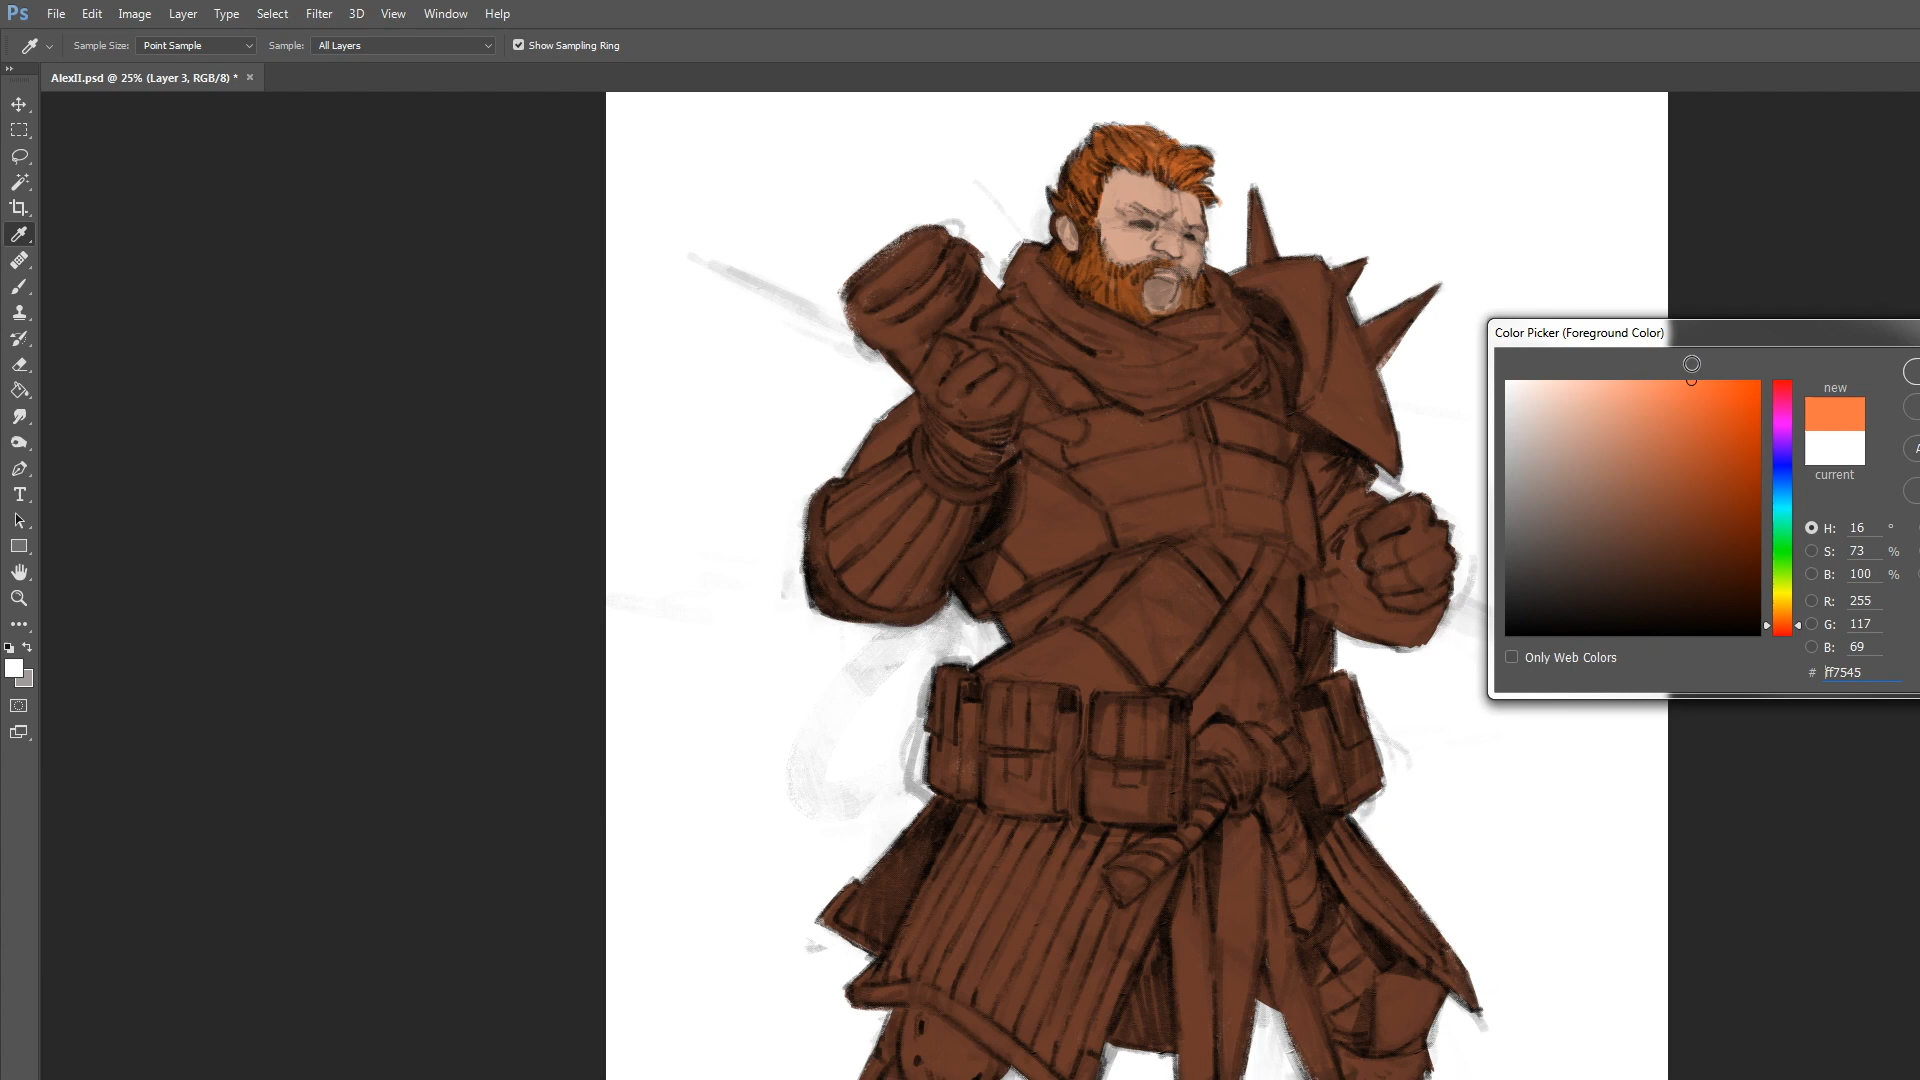 Ps File Edit Image Layer Type Select Filter 3D View Window Help
Sample Size: Point Sample Sample: All Layers Show Sampling Ring
AlexII.psd @ 25% (Layer 3, RGB/8) *
Color Picker (Foreground Color)
new
current
H: 16 °
S: 73 %
B: 100 %
R: 255
G: 117
B: 69
Only Web Colors
# ff7545